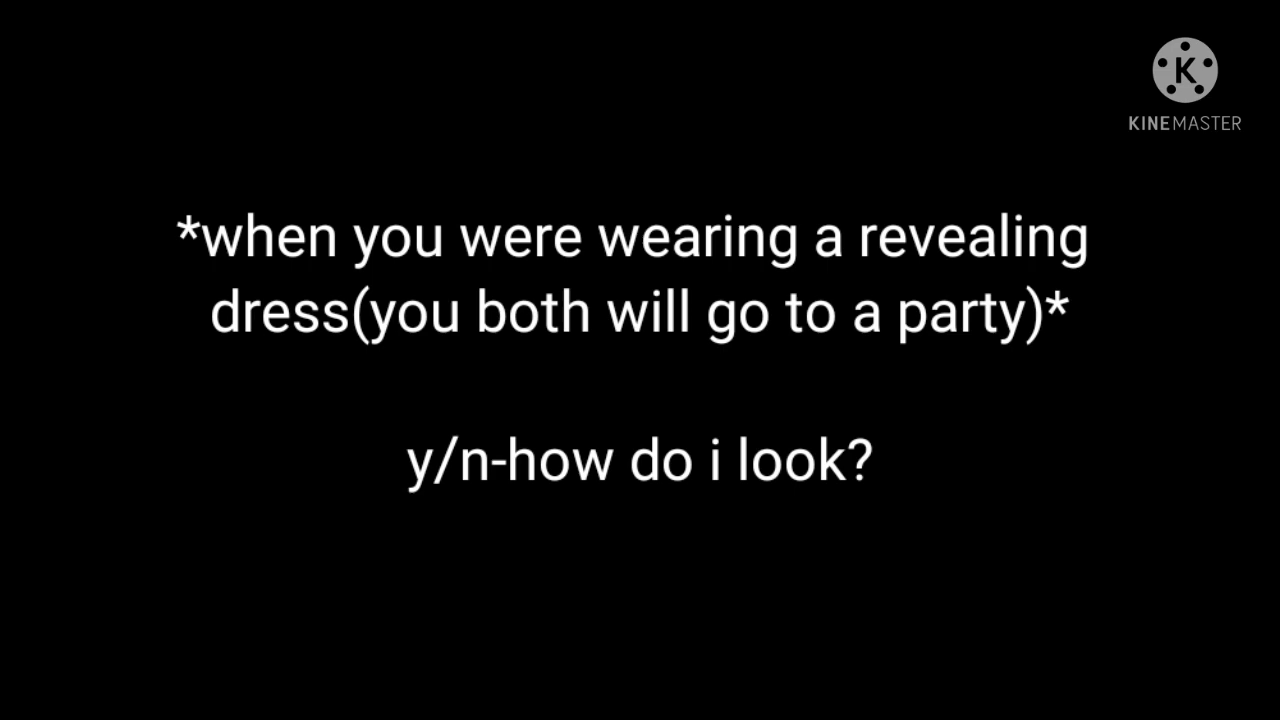 KINEMASTER
*when you were wearing a revealing
dress(you both will go to a party)*
y/n-how do i look?